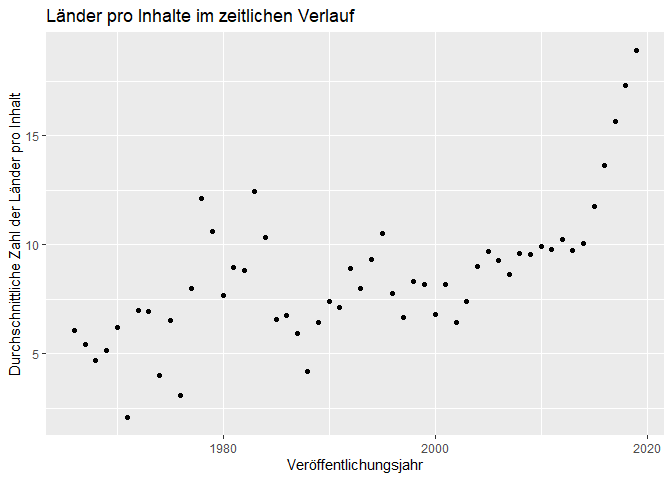 Länder pro Inhalte im zeitlichen Verlauf
Durchschnittliche Zahl der Länder pro Inhalt
15
10
5
1980
2000
2020
Veröffentlichungsjahr